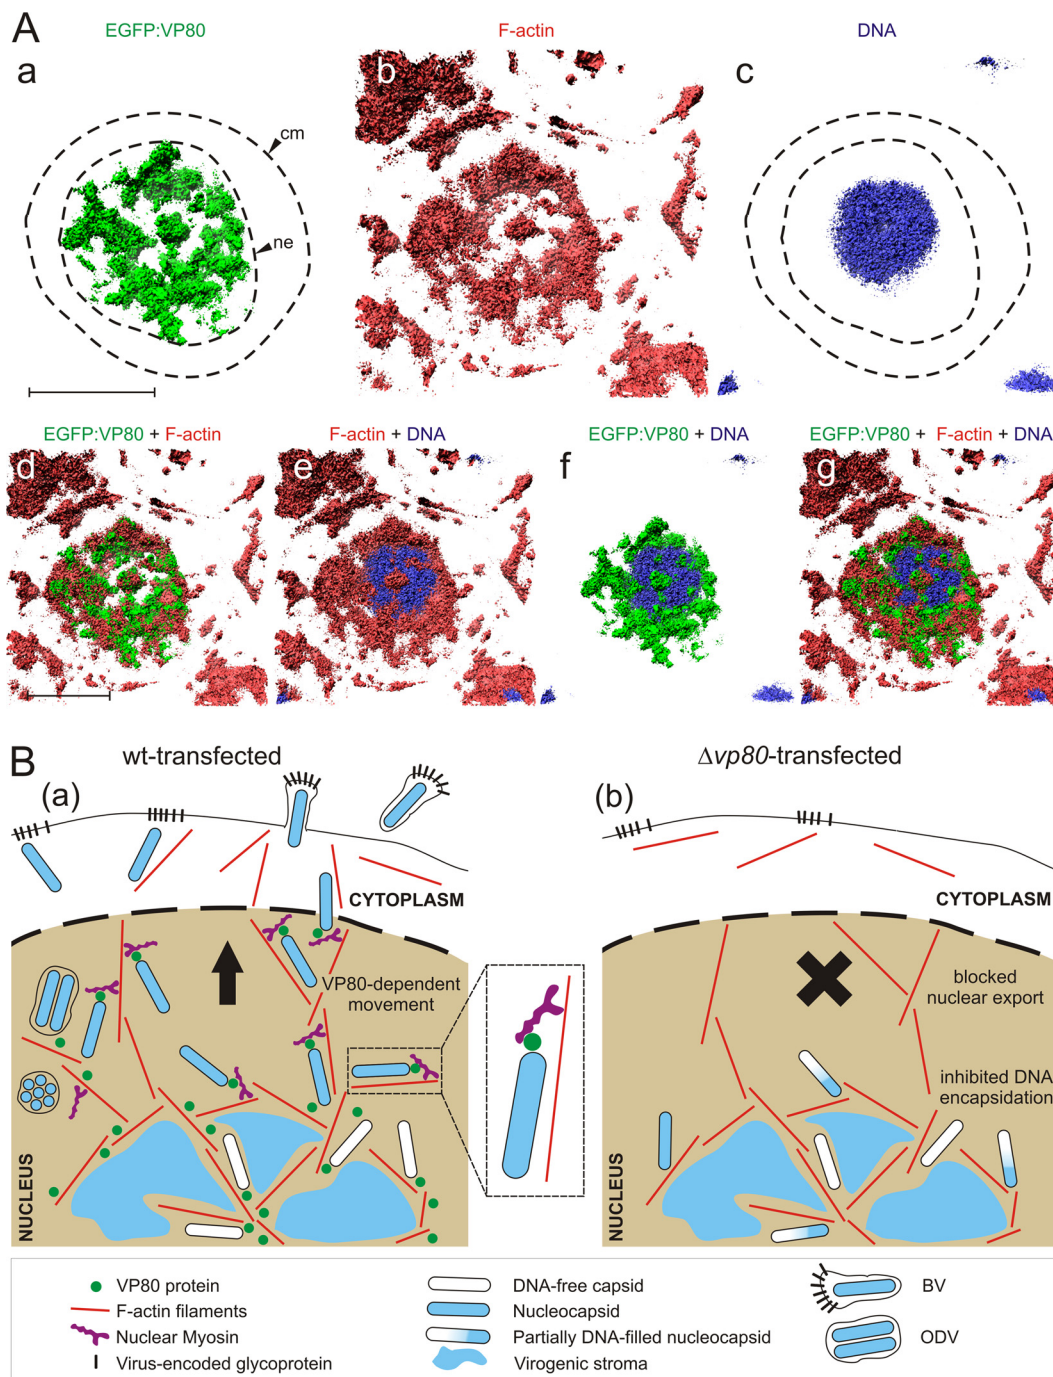 A
EGFP:VP80
F-actin
DNA
a
b
c
cm
ne
EGFP:VP80 + F-actin
F-actin + DNA
EGFP:VP80 + DNA
EGFP:VP80 + F-actin + DNA
d
e
f
g
B
wt-transfected
Δvp80-transfected
(a)
(b)
CYTOPLASM
CYTOPLASM
VP80-dependent
movement
blocked
nuclear export
inhibited DNA
encapsidation
NUCLEUS
NUCLEUS
VP80 protein
F-actin filaments
Nuclear Myosin
Virus-encoded glycoprotein
DNA-free capsid
Nucleocapsid
Partially DNA-filled nucleocapsid
Virogenic stroma
BV
ODV